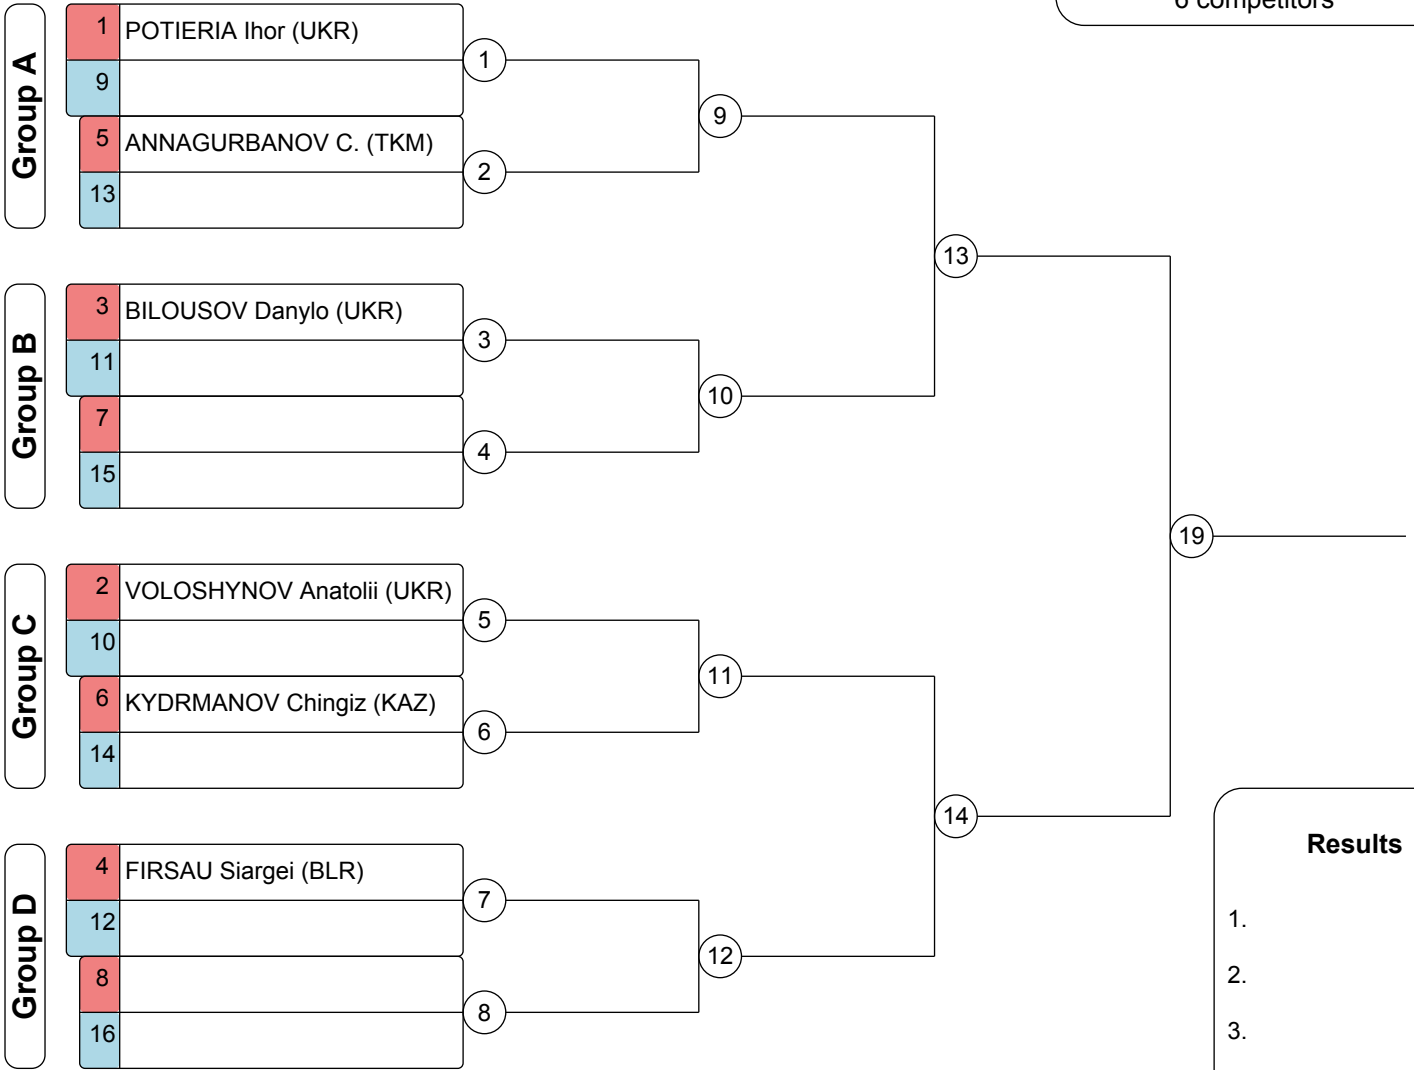 6 competitors
Group A
1 POTIERIA Ihor (UKR)
1
9
5 ANNAGURBANOV C. (TKM)
2
13
9
Group B
3 BILOUSOV Danylo (UKR)
3
11
7
4
15
10
13
Group C
2 VOLOSHYNOV Anatolii (UKR)
5
10
6 KYDRMANOV Chingiz (KAZ)
6
14
11
Group D
4 FIRSAU Siargei (BLR)
7
12
8
8
16
12
14
19
Results
1.
2.
3.